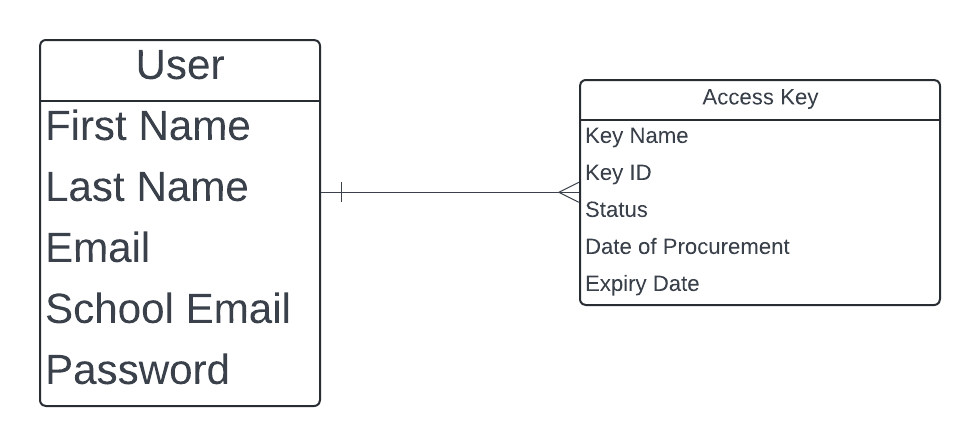 User
First Name
Last Name
Email
School Email
Password
Access Key
Key Name
Key ID
Status
Date of Procurement
Expiry Date